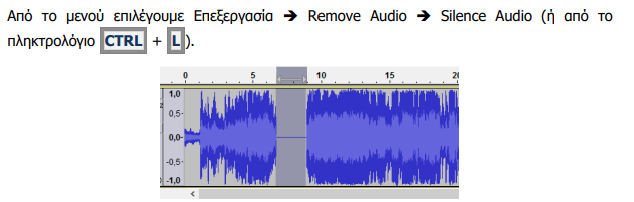 Από το μενού επιλέγουμε Επεξεργασία 🡺 Remove Audio 🡺 Silence Audio (ή από το
πληκτρολόγιο CTRL + L).
0 5 10 15 20
1,0
0,5
0,0
-0,5
-1,0